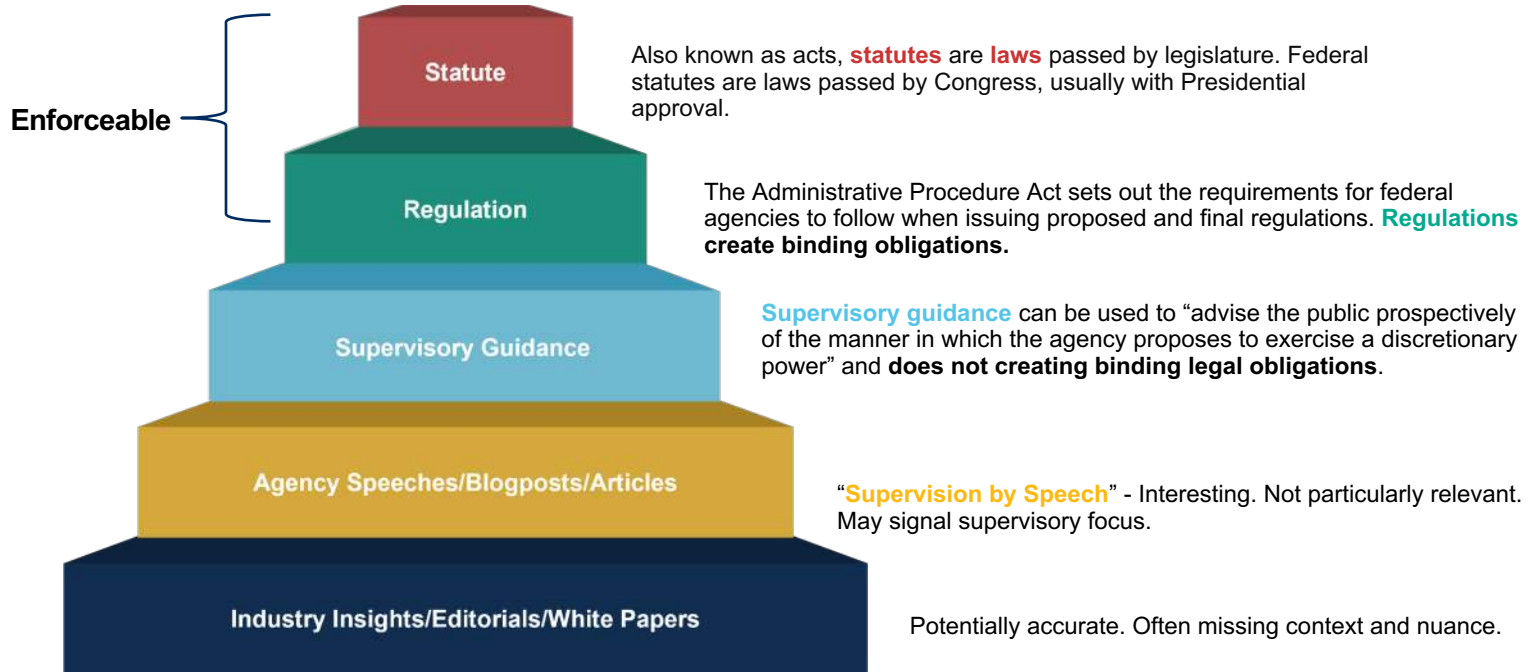 Statute
Also known as acts, statutes are laws passed by legislature. Federal
statutes are laws passed by Congress, usually with Presidential
approval.
Enforceable
Regulation
The Administrative Procedure Act sets out the requirements for federal
agencies to follow when issuing proposed and final regulations. Regulations
create binding obligations.
Supervisory Guidance
Supervisory guidance can be used to “advise the public prospectively
of the manner in which the agency proposes to exercise a discretionary
power” and does not creating binding legal obligations.
Agency Speeches/Blogposts/Articles
“Supervision by Speech” - Interesting. Not particularly relevant.
May signal supervisory focus.
Industry Insights/Editorials/White Papers
Potentially accurate. Often missing context and nuance.